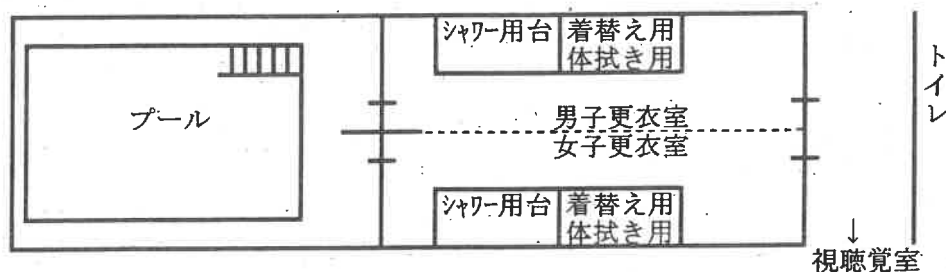 シャワー用台
着替え用
体拭き用
プール
男子更衣室
女子更衣室
シャワー用台
着替え用
体拭き用
トイレ
↓
視聴覚室